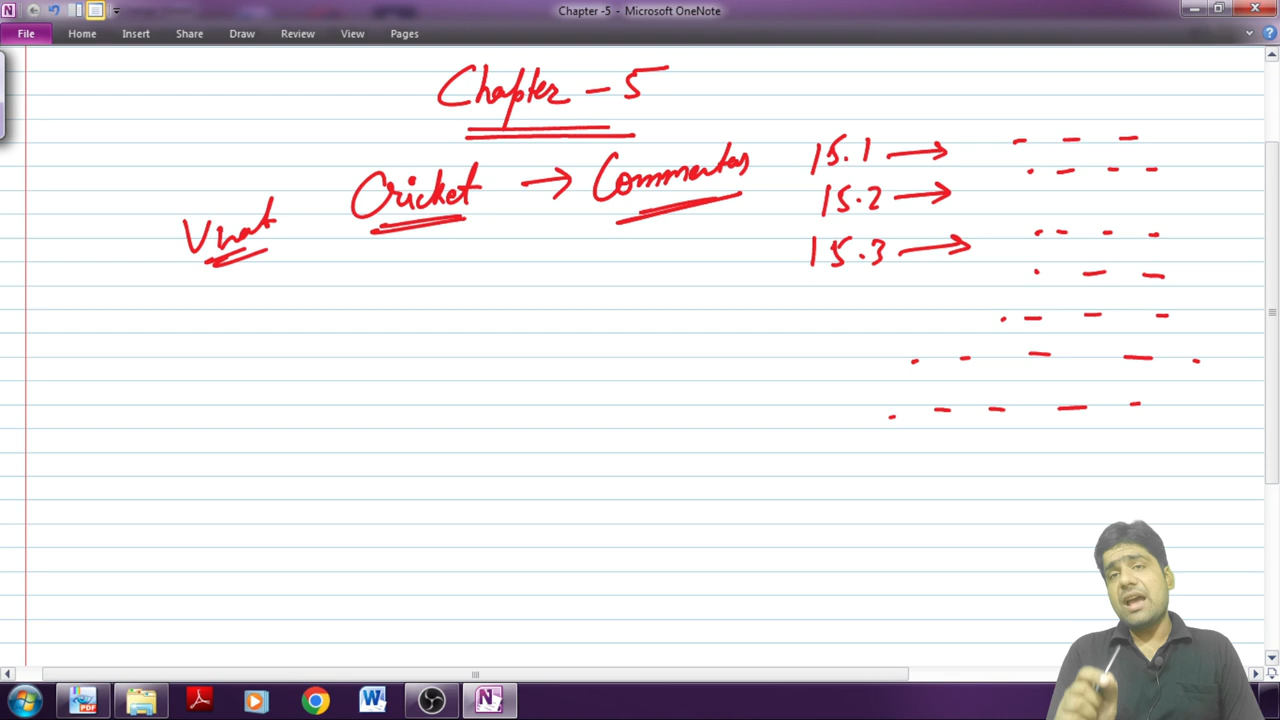 Chapter -5 - Microsoft OneNote
File Home Insert Share Draw Review View Pages
Chapter - 5
Cricket → Commentary
Virat
15.1 →
15.2 →
15.3 →